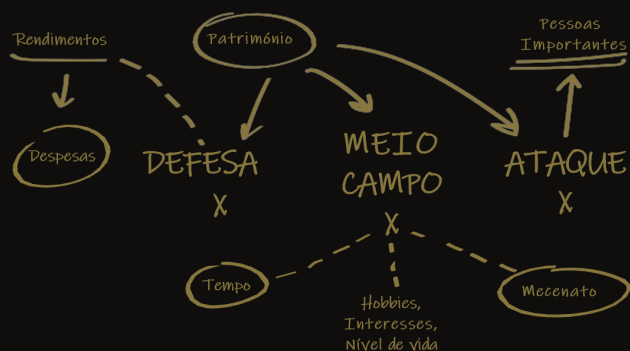 Rendimentos
Património
Pessoas
Importantes
Despesas
DEFESA
X
MEIO
CAMPO
X
ATAQUE
X
Tempo
Hobbies,
Interesses,
Nível de vida
Mecenato